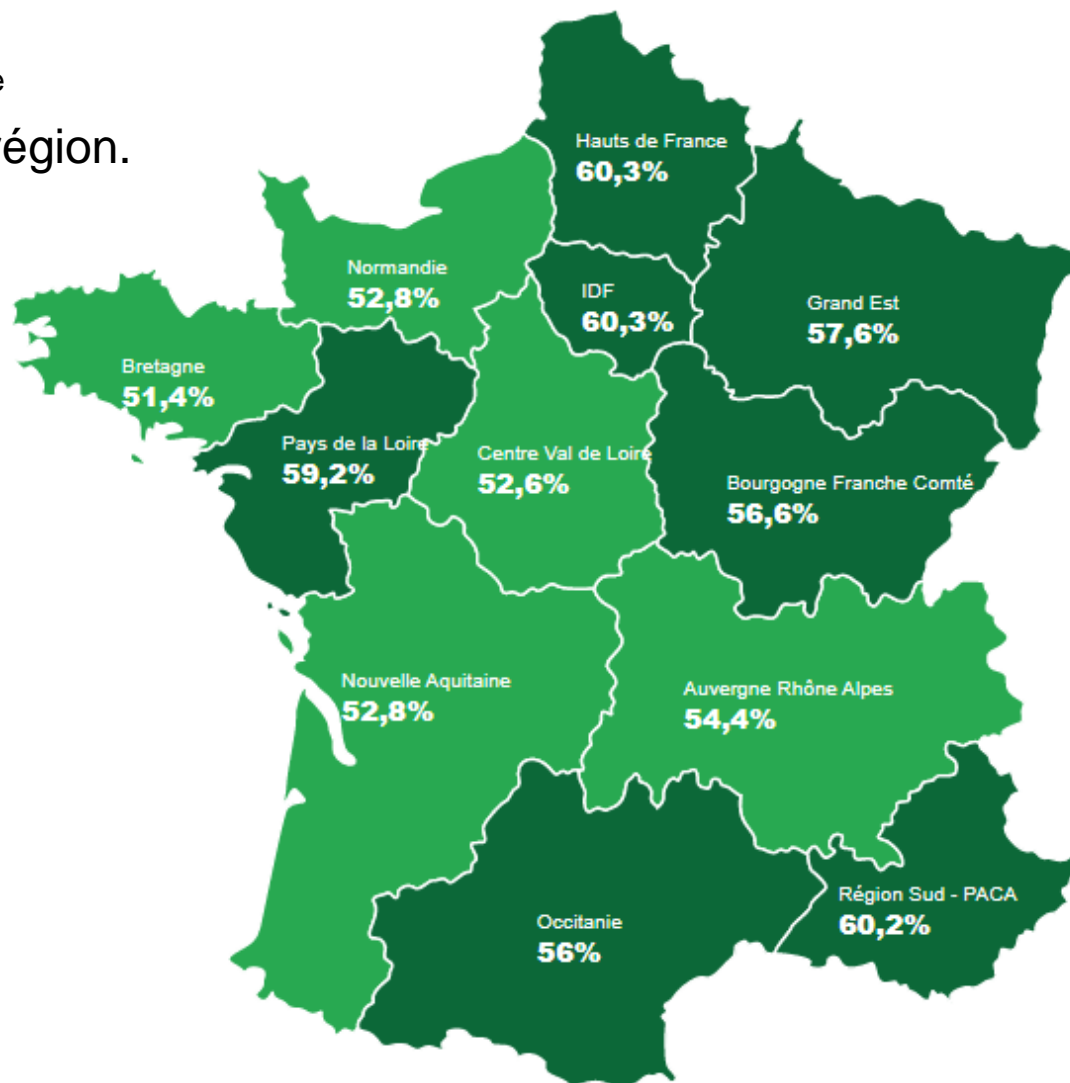 e
région.
Hauts de France
60,3%
Normandie
52,8%
IDF
60,3%
Grand Est
57,6%
Bretagne
51,4%
Pays de la Loire
59,2%
Centre Val de Loire
52,6%
Bourgogne Franche Comté
56,6%
Nouvelle Aquitaine
52,8%
Auvergne Rhône Alpes
54,4%
Occitanie
56%
Région Sud - PACA
60,2%